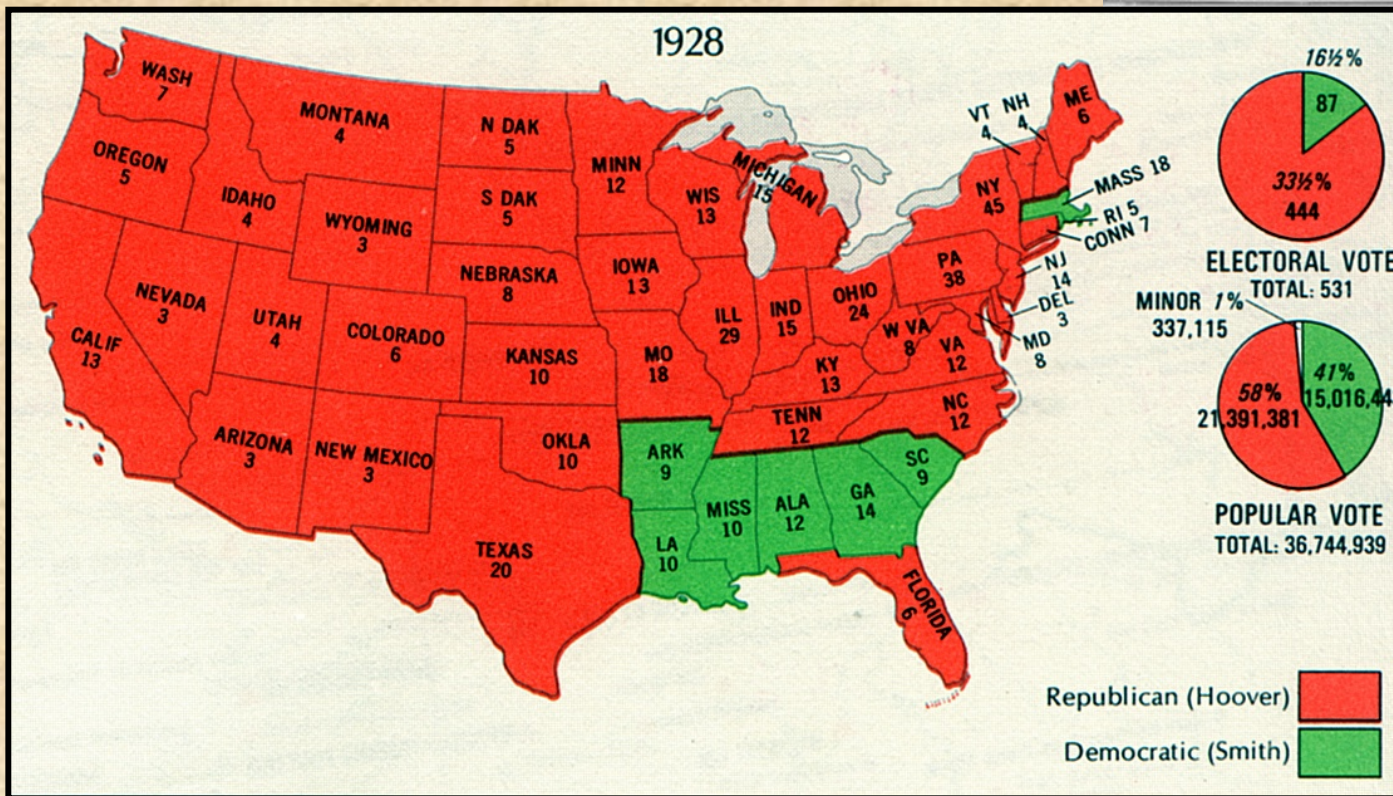 1928
WASH
7
OREGON
5
CALIF
13
NEVADA
3
IDAHO
4
MONTANA
4
WYOMING
3
UTAH
4
COLORADO
6
ARIZONA
3
NEW MEXICO
3
N DAK
5
S DAK
5
NEBRASKA
8
KANSAS
10
OKLA
10
TEXAS
20
MINN
12
IOWA
13
MO
18
ARK
9
LA
10
WIS
13
ILL
29
MICHIGAN
15
IND
15
OHIO
24
KY
13
TENN
12
MISS
10
ALA
12
GA
14
FLORIDA
6
SC
9
NC
12
VA
12
W VA
8
PA
38
NY
45
VT
4
NH
4
ME
6
MASS 18
RI 5
CONN 7
NJ
14
DEL
3
MD
8
16½%
87
33½%
444
ELECTORAL VOTE
TOTAL: 531
MINOR 1%
337,115
41%
15,016,44
58%
21,391,381
POPULAR VOTE
TOTAL: 36,744,939
Republican (Hoover)
Democratic (Smith)